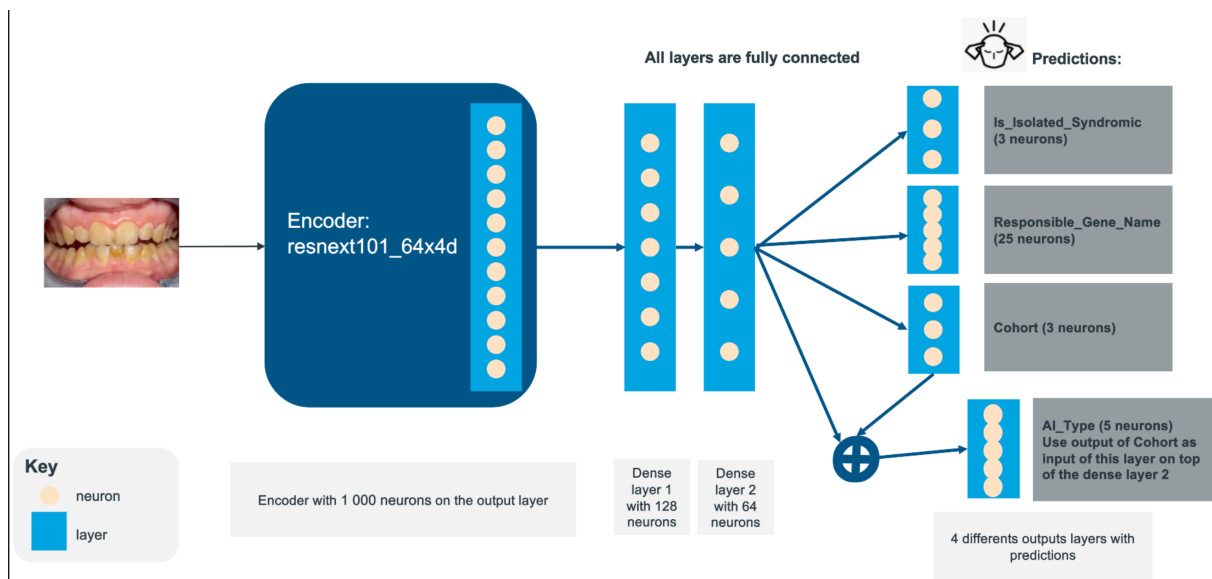 All layers are fully connected
Predictions:
Is_Isolated_Syndromic
(3 neurons)
Encoder:
resnext101_64x4d
Responsible_Gene_Name
(25 neurons)
Cohort (3 neurons)
AI_Type (5 neurons)
Use output of Cohort as
input of this layer on top
of the dense layer 2
Key
neuron
layer
Encoder with 1 000 neurons on the output layer
Dense
layer 1
with 128
neurons
Dense
layer 2
with 64
neurons
4 differents outputs layers with
predictions